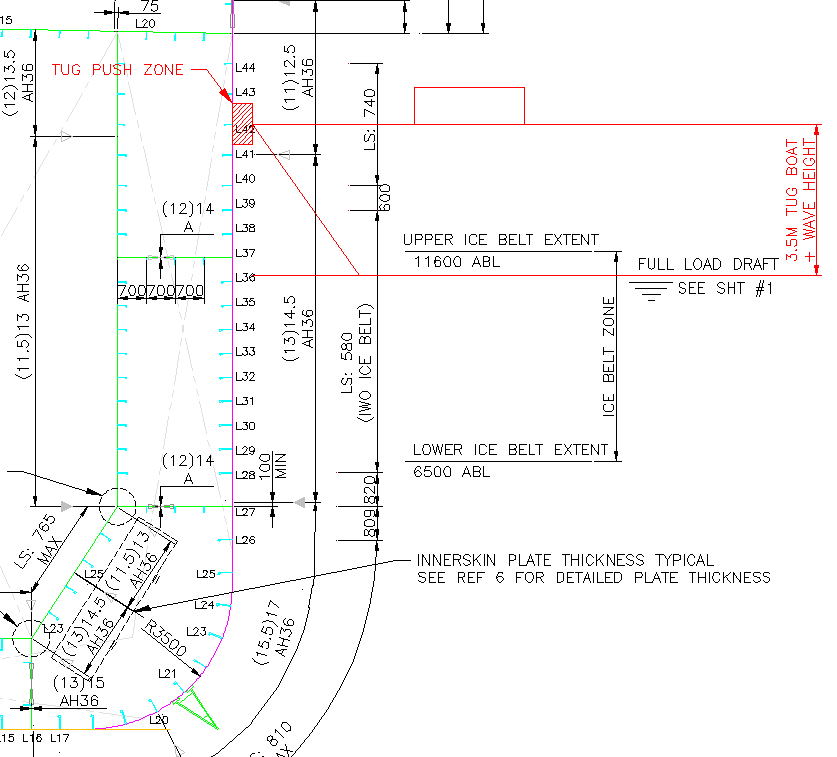 75
15
L20
(12)13.5
AH36
TUG PUSH ZONE
L44
L43
L42
L41
L40
L39
L38
L37
L36
L35
L34
L33
L32
L31
L30
L29
L28
L27
L26
L25
L24
L23
L21
L20
(11)12.5
AH36
LS: 740
600
3.5M TUG BOAT
+ WAVE HEIGHT
(12)14
A
UPPER ICE BELT EXTENT
11600 ABL
FULL LOAD DRAFT
SEE SHT #1
700
700
700
(11.5)13 AH36
(13)14.5
AH36
LS: 580
(IWO ICE BELT)
ICE BELT ZONE
LOWER ICE BELT EXTENT
6500 ABL
(12)14
A
100
MIN
820
809
LS: 765
MAX
(11.5)13
AH36
L25
(13)14.5
AH36
L23
INNERSKIN PLATE THICKNESS TYPICAL
SEE REF 6 FOR DETAILED PLATE THICKNESS
R3500
(15.5)17
AH36
(13)15
AH36
L15 L16 L17
: 810
AX